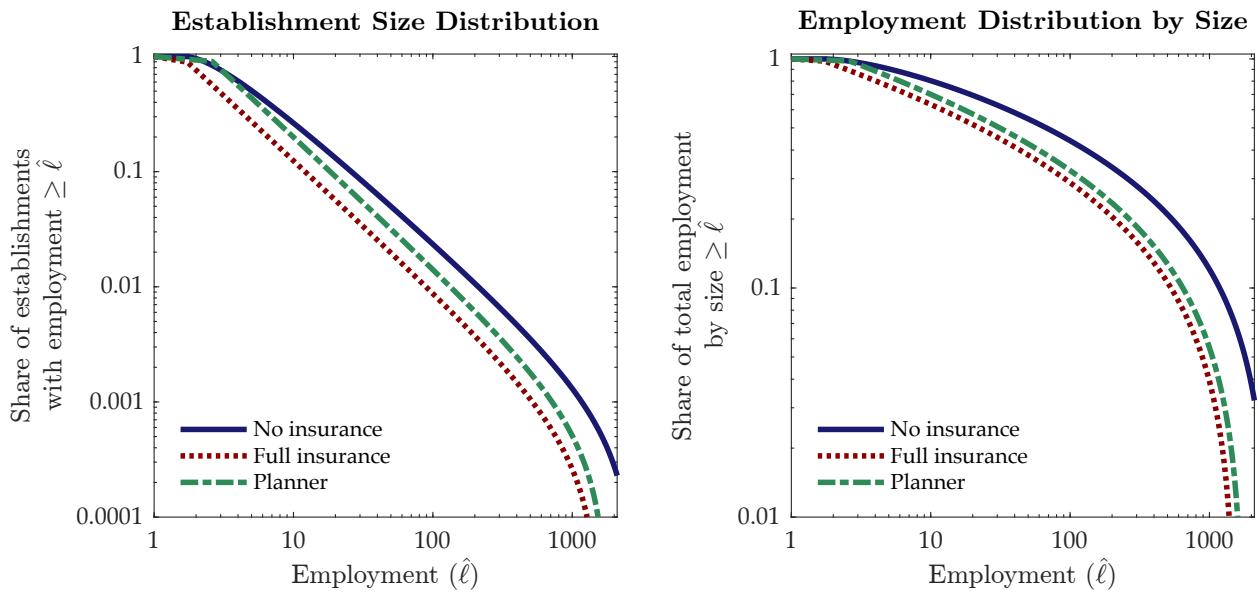 Establishment Size Distribution
Share of establishments
with employment ≥ ℓ̂
1
0.1
0.01
0.001
0.0001
No insurance
Full insurance
Planner
1
10
100
1000
Employment (ℓ̂)
Employment Distribution by Size
Share of total employment
by size ≥ ℓ̂
1
0.1
0.01
No insurance
Full insurance
Planner
1
10
100
1000
Employment (ℓ̂)